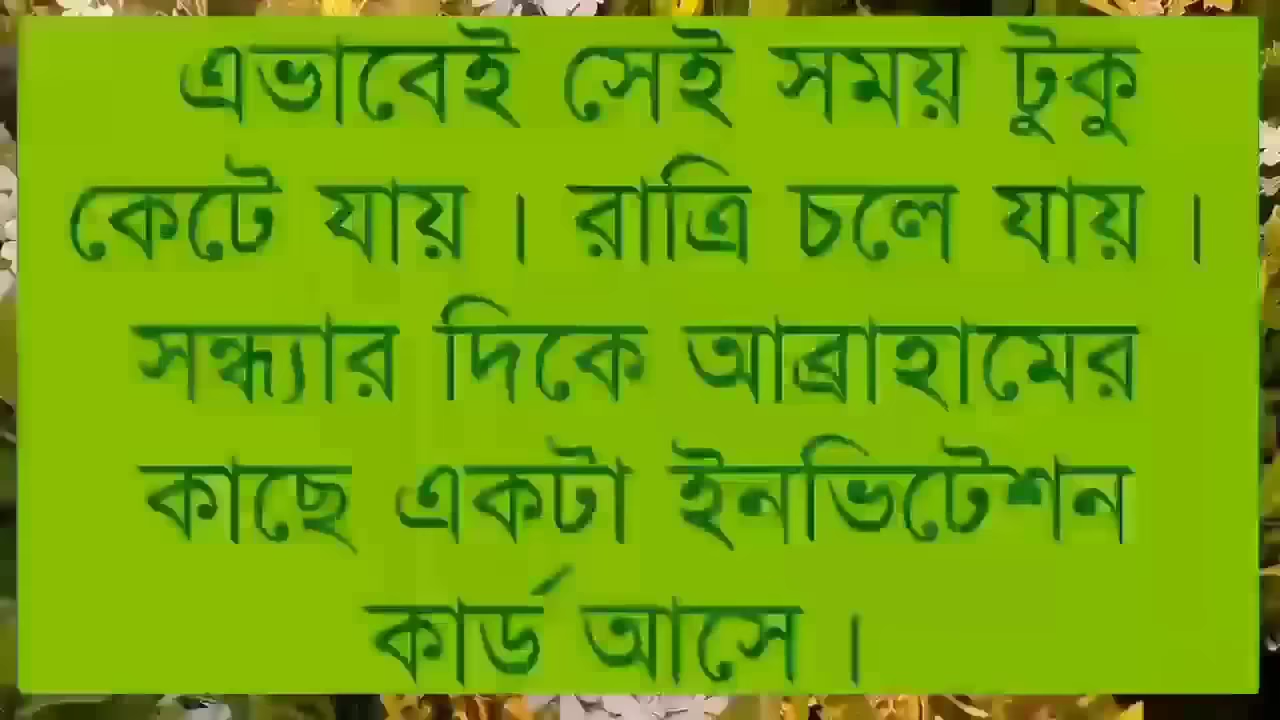 এভাবেই সেই সময় টুকু
কেটে যায় । রাত্রি চলে যায় ।
সন্ধ্যার দিকে আব্রাহামের
কাছে একটা ইনভিটেশন
কার্ড আসে ।